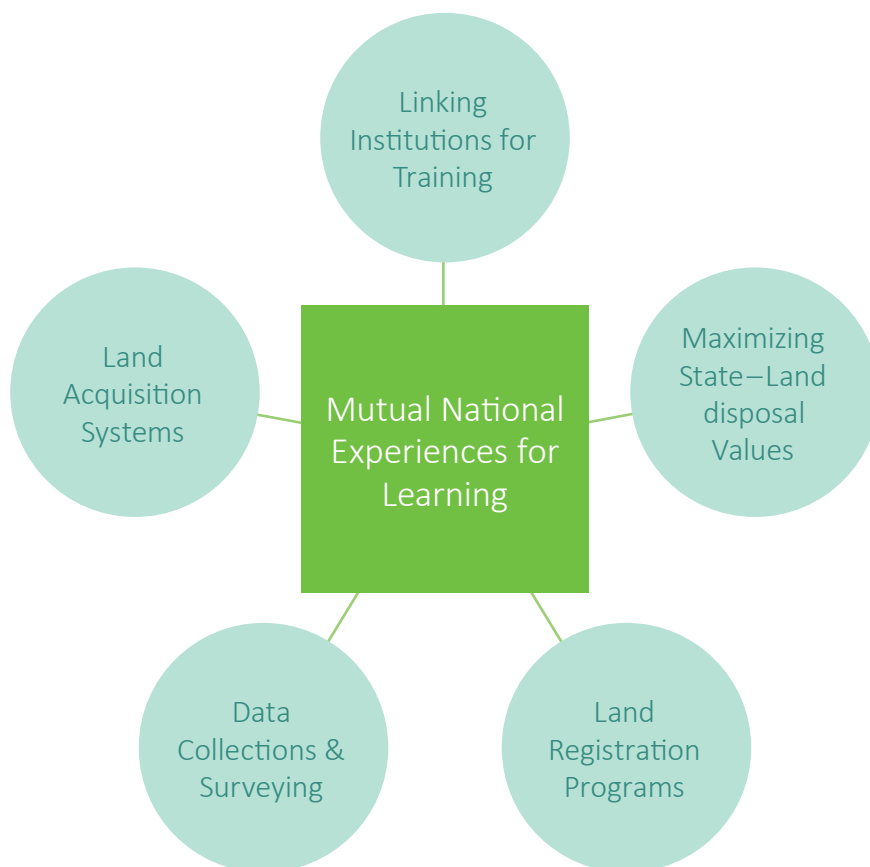 Linking
Institutions for
Training
Maximizing
State–Land
disposal
Values
Land
Registration
Programs
Data
Collections &
Surveying
Land
Acquisition
Systems
Mutual National
Experiences for
Learning